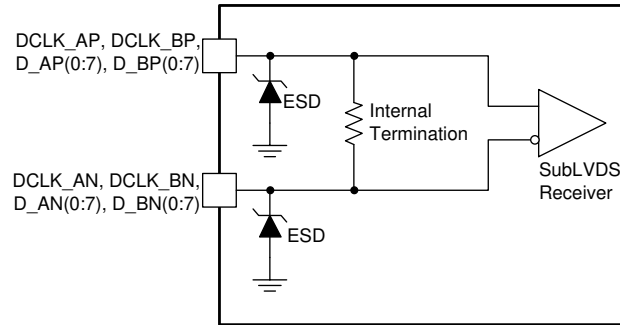 DCLK_AP, DCLK_BP,
D_AP(0:7), D_BP(0:7)
ESD
Internal
Termination
SubLVDS
Receiver
DCLK_AN, DCLK_BN,
D_AN(0:7), D_BN(0:7)
ESD